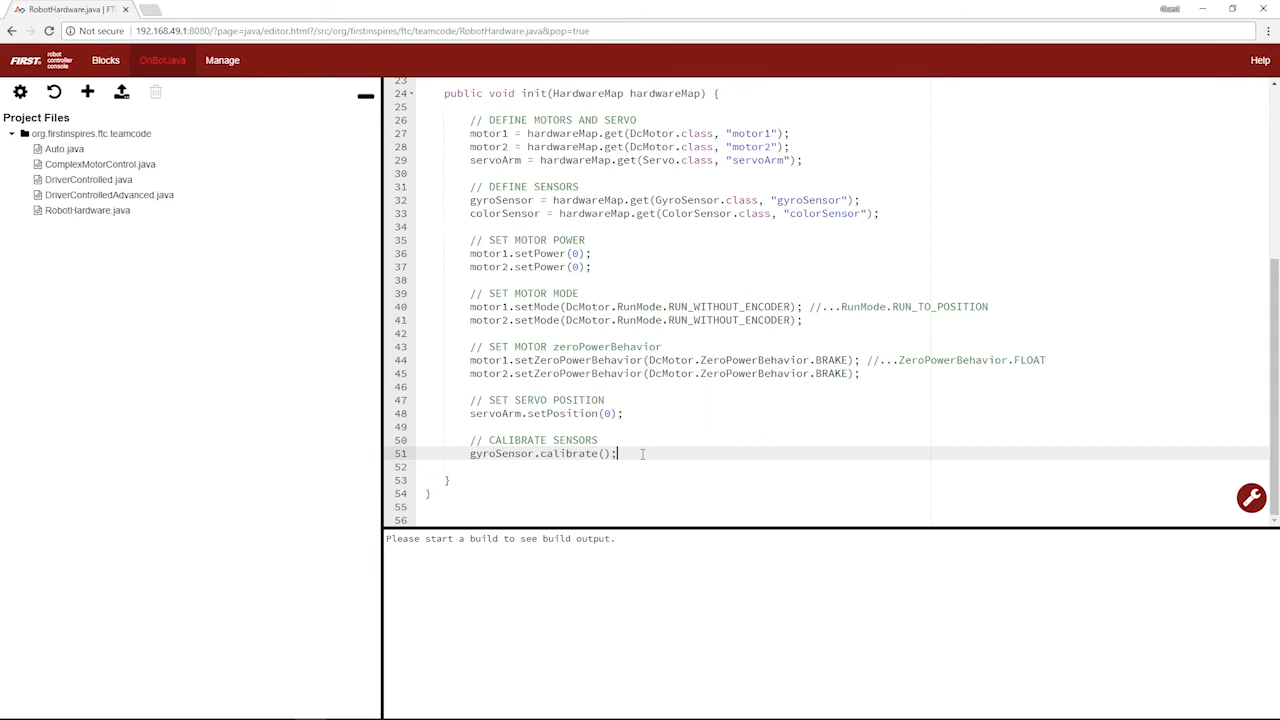 RobotHardware.java | FT
Guest
Not secure | 192.168.49.1:8080/?page=java/editor.html?/src/org/firstinspires/ftc/teamcode/RobotHardware.java&pop=true
FIRST robot controller console
Blocks
OnBotJava
Manage
Help
Project Files
org.firstinspires.ftc.teamcode
Auto.java
ComplexMotorControl.java
DriverControlled.java
DriverControlledAdvanced.java
RobotHardware.java
23
24 public void init(HardwareMap hardwareMap) {
25
26 // DEFINE MOTORS AND SERVO
27 motor1 = hardwareMap.get(DcMotor.class, "motor1");
28 motor2 = hardwareMap.get(DcMotor.class, "motor2");
29 servoArm = hardwareMap.get(Servo.class, "servoArm");
30
31 // DEFINE SENSORS
32 gyroSensor = hardwareMap.get(GyroSensor.class, "gyroSensor");
33 colorSensor = hardwareMap.get(ColorSensor.class, "colorSensor");
34
35 // SET MOTOR POWER
36 motor1.setPower(0);
37 motor2.setPower(0);
38
39 // SET MOTOR MODE
40 motor1.setMode(DcMotor.RunMode.RUN_WITHOUT_ENCODER); //...RunMode.RUN_TO_POSITION
41 motor2.setMode(DcMotor.RunMode.RUN_WITHOUT_ENCODER);
42
43 // SET MOTOR zeroPowerBehavior
44 motor1.setZeroPowerBehavior(DcMotor.ZeroPowerBehavior.BRAKE); //...ZeroPowerBehavior.FLOAT
45 motor2.setZeroPowerBehavior(DcMotor.ZeroPowerBehavior.BRAKE);
46
47 // SET SERVO POSITION
48 servoArm.setPosition(0);
49
50 // CALIBRATE SENSORS
51 gyroSensor.calibrate();
52
53 }
54 }
55
56
Please start a build to see build output.